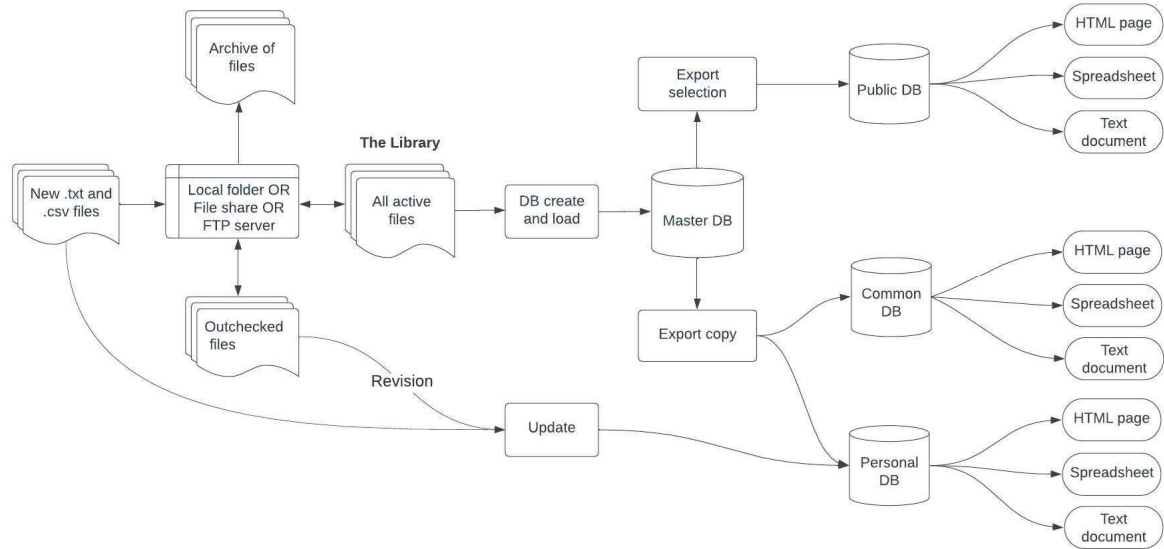 Archive of
files
The Library
New .txt and
.csv files
Local folder OR
File share OR
FTP server
All active
files
DB create
and load
Master DB
Export
selection
Public DB
HTML page
Spreadsheet
Text
document
Outchecked
files
Revision
Update
Export copy
Common
DB
HTML page
Spreadsheet
Text
document
Personal
DB
HTML page
Spreadsheet
Text
document